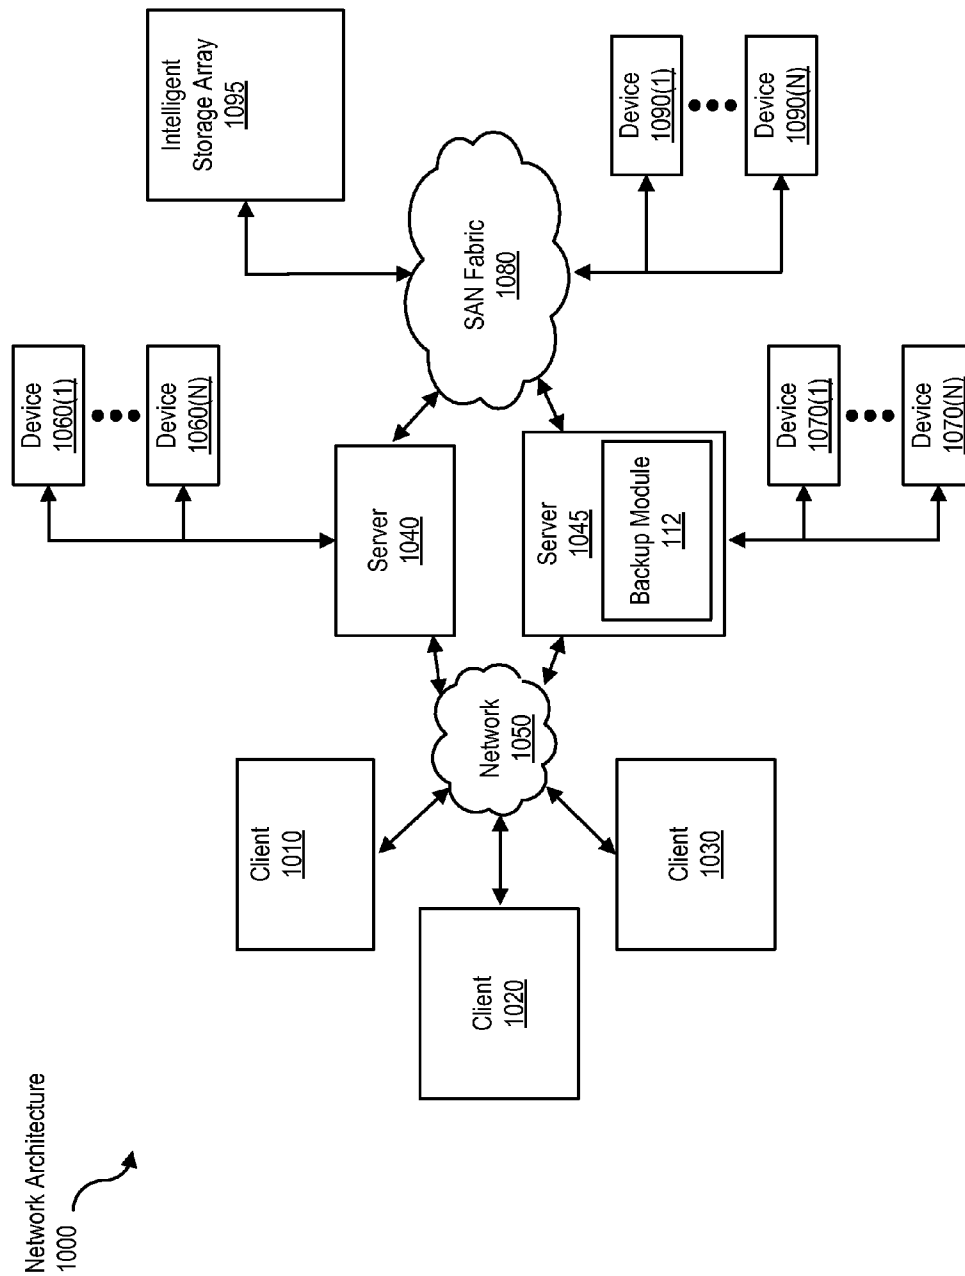 Network Architecture
1000
Client
1010
Client
1020
Client
1030
Network
1050
Server
1040
Server
1045
Backup Module
112
Device
1060(1)
Device
1060(N)
Device
1070(1)
Device
1070(N)
SAN Fabric
1080
Intelligent
Storage Array
1095
Device
1090(1)
Device
1090(N)